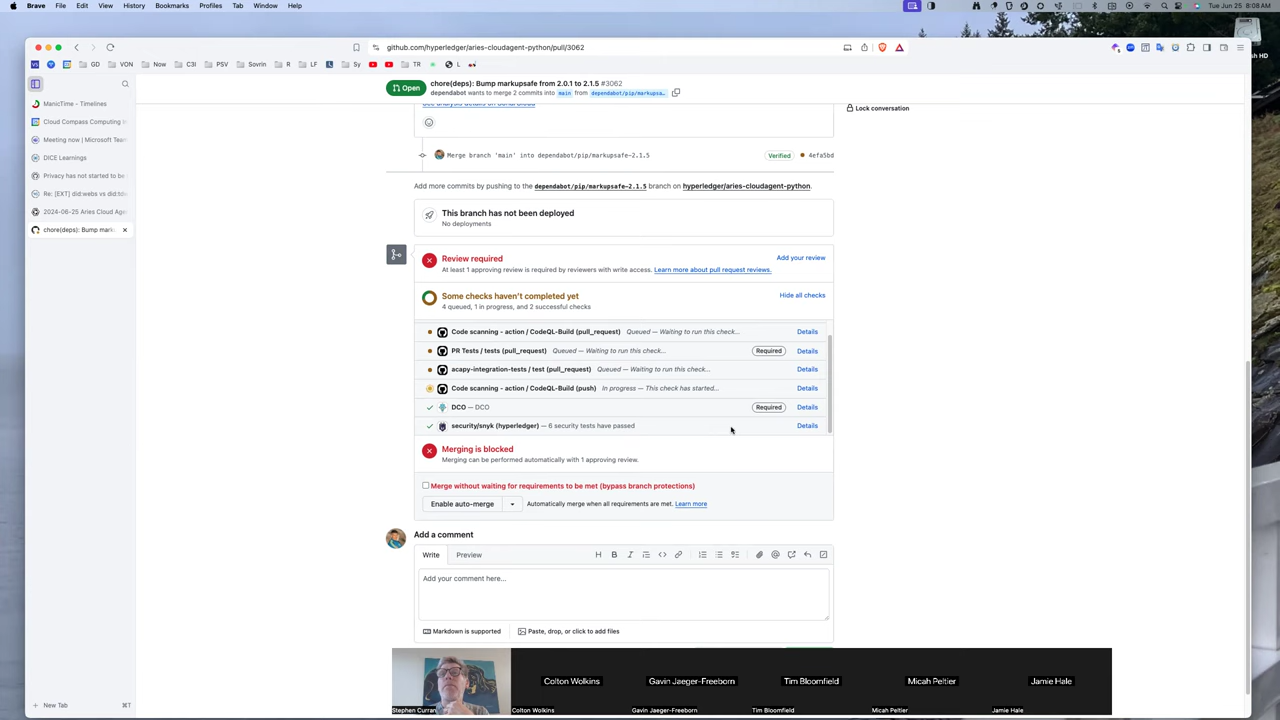 Brave File Edit View History Bookmarks Profiles Tab Window Help
Tue Jun 25 8:08 AM
github.com/hyperledger/aries-cloudagent-python/pull/3062
GD VON Now C3I PSV Sovrin R LF Sy TR L
ManicTime - Timelines
Cloud Compass Computing
Meeting now | Microsoft Tea
DICE Learnings
Privacy has not started to be
Re: [EXT] did:webs vs did:tdw
2024-06-25 Aries Cloud Age
chore(deps): Bump mark
New Tab ⌘T
Open
chore(deps): Bump markupsafe from 2.0.1 to 2.1.5 #3062
dependabot wants to merge 2 commits into main from dependabot/pip/markupsa…
See analysis details on SonarCloud
Lock conversation
Merge branch 'main' into dependabot/pip/markupsafe-2.1.5 Verified 4efa5bd
Add more commits by pushing to the dependabot/pip/markupsafe-2.1.5 branch on hyperledger/aries-cloudagent-python.
This branch has not been deployed
No deployments
Review required
Add your review
At least 1 approving review is required by reviewers with write access. Learn more about pull request reviews.
Some checks haven't completed yet
Hide all checks
4 queued, 1 in progress, and 2 successful checks
Code scanning - action / CodeQL-Build (pull_request) Queued — Waiting to run this check... Details
PR Tests / tests (pull_request) Queued — Waiting to run this check... Required Details
acapy-integration-tests / test (pull_request) Queued — Waiting to run this check... Details
Code scanning - action / CodeQL-Build (push) In progress — This check has started... Details
DCO — DCO Required Details
security/snyk (hyperledger) — 6 security tests have passed Details
Merging is blocked
Merging can be performed automatically with 1 approving review.
Merge without waiting for requirements to be met (bypass branch protections)
Enable auto-merge Automatically merge when all requirements are met. Learn more
Add a comment
Write Preview
Add your comment here...
Markdown is supported Paste, drop, or click to add files
Colton Wolkins Gavin Jaeger-Freeborn Tim Bloomfield Micah Peltier Jamie Hale
Stephen Curran Colton Wolkins Gavin Jaeger-Freeborn Tim Bloomfield Micah Peltier Jamie Hale